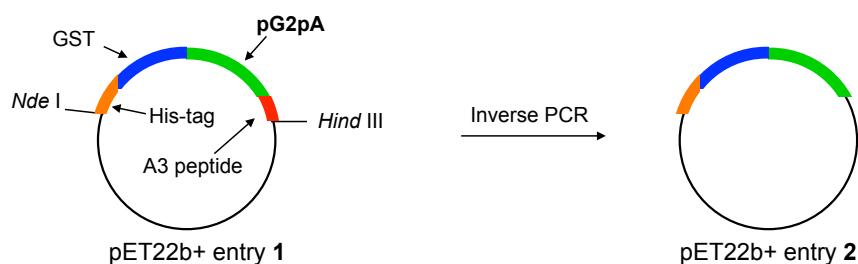 GST
pG2pA
Nde I
His-tag
Hind III
A3 peptide
Inverse PCR
pET22b+ entry 1
pET22b+ entry 2